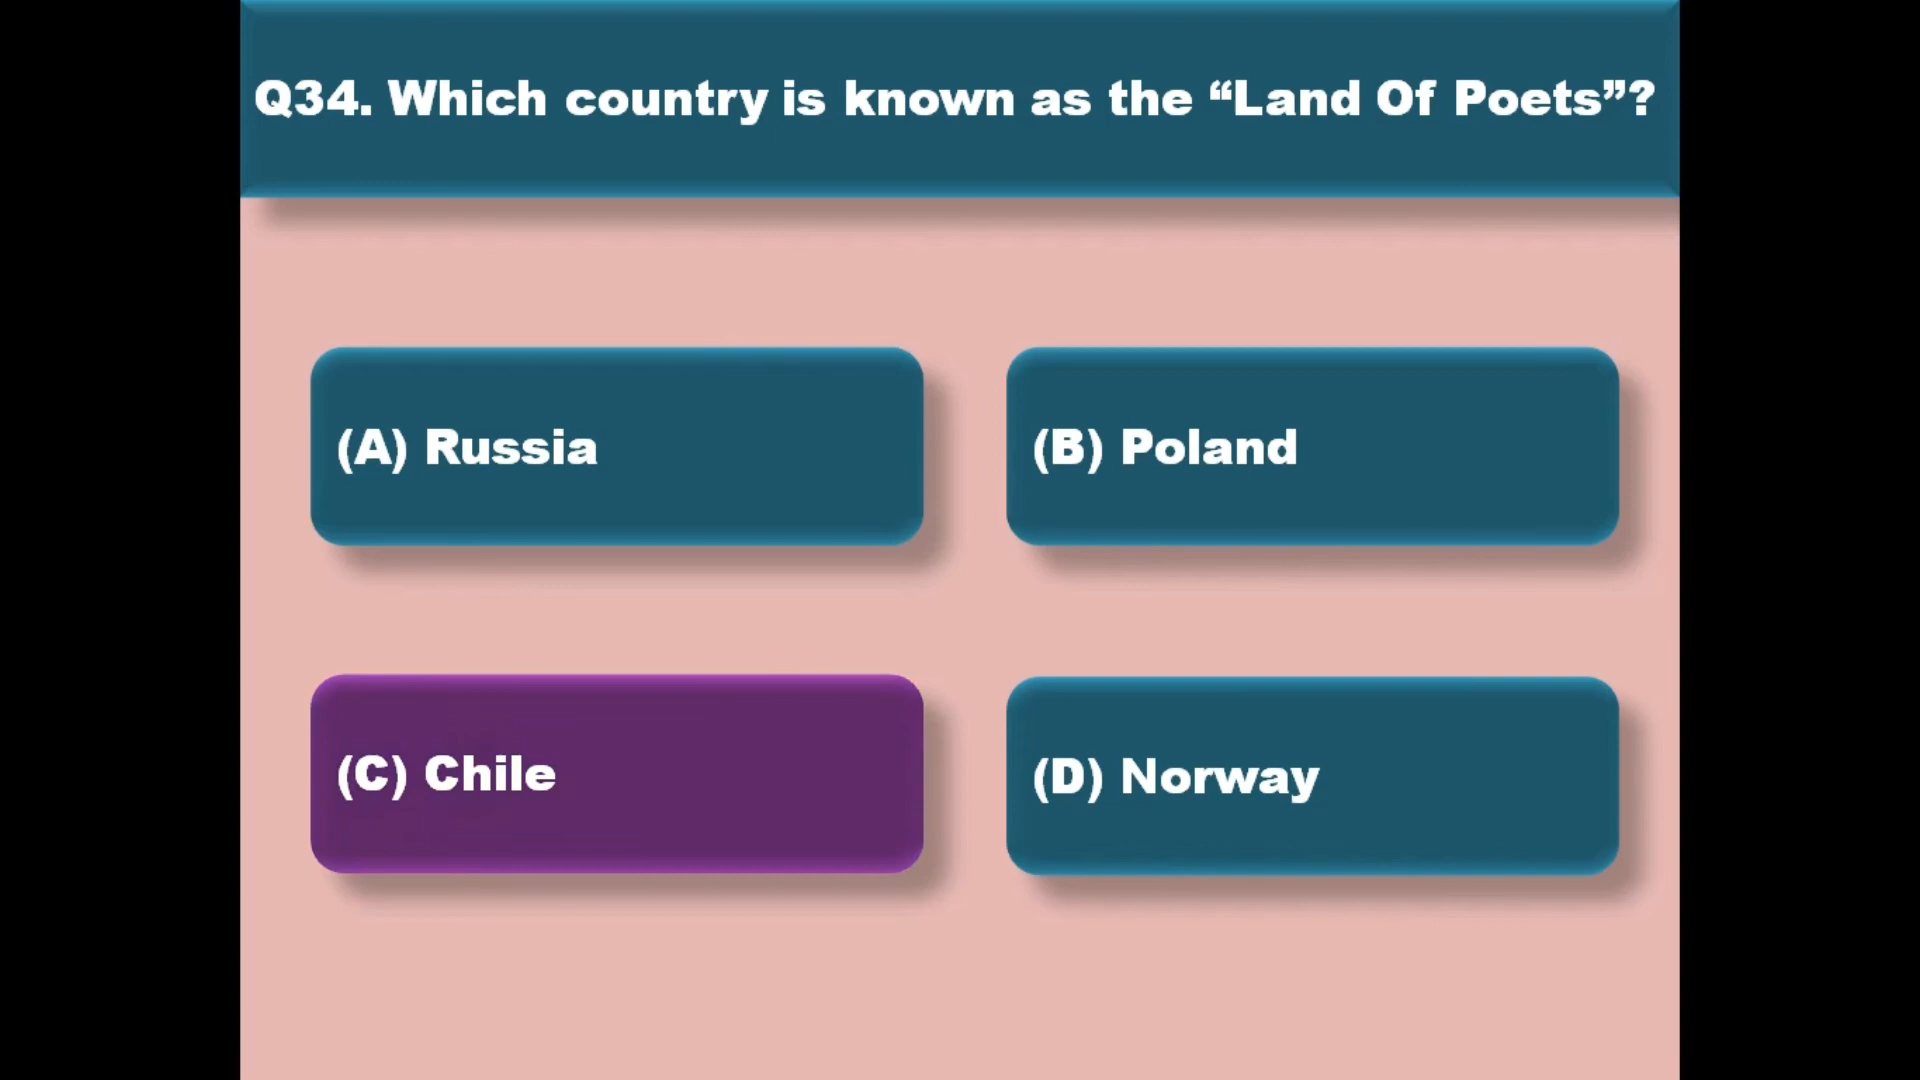 Q34. Which country is known as the “Land Of Poets”?
(A) Russia
(B) Poland
(C) Chile
(D) Norway